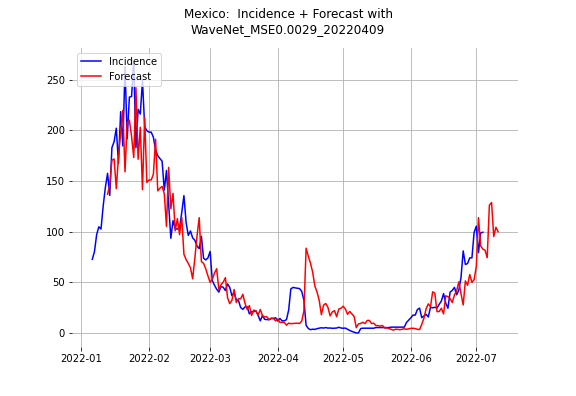 Mexico:  Incidence + Forecast with
WaveNet_MSE0.0029_20220409
Incidence
Forecast
250
200
150
100
50
0
2022-01 2022-02 2022-03 2022-04 2022-05 2022-06 2022-07